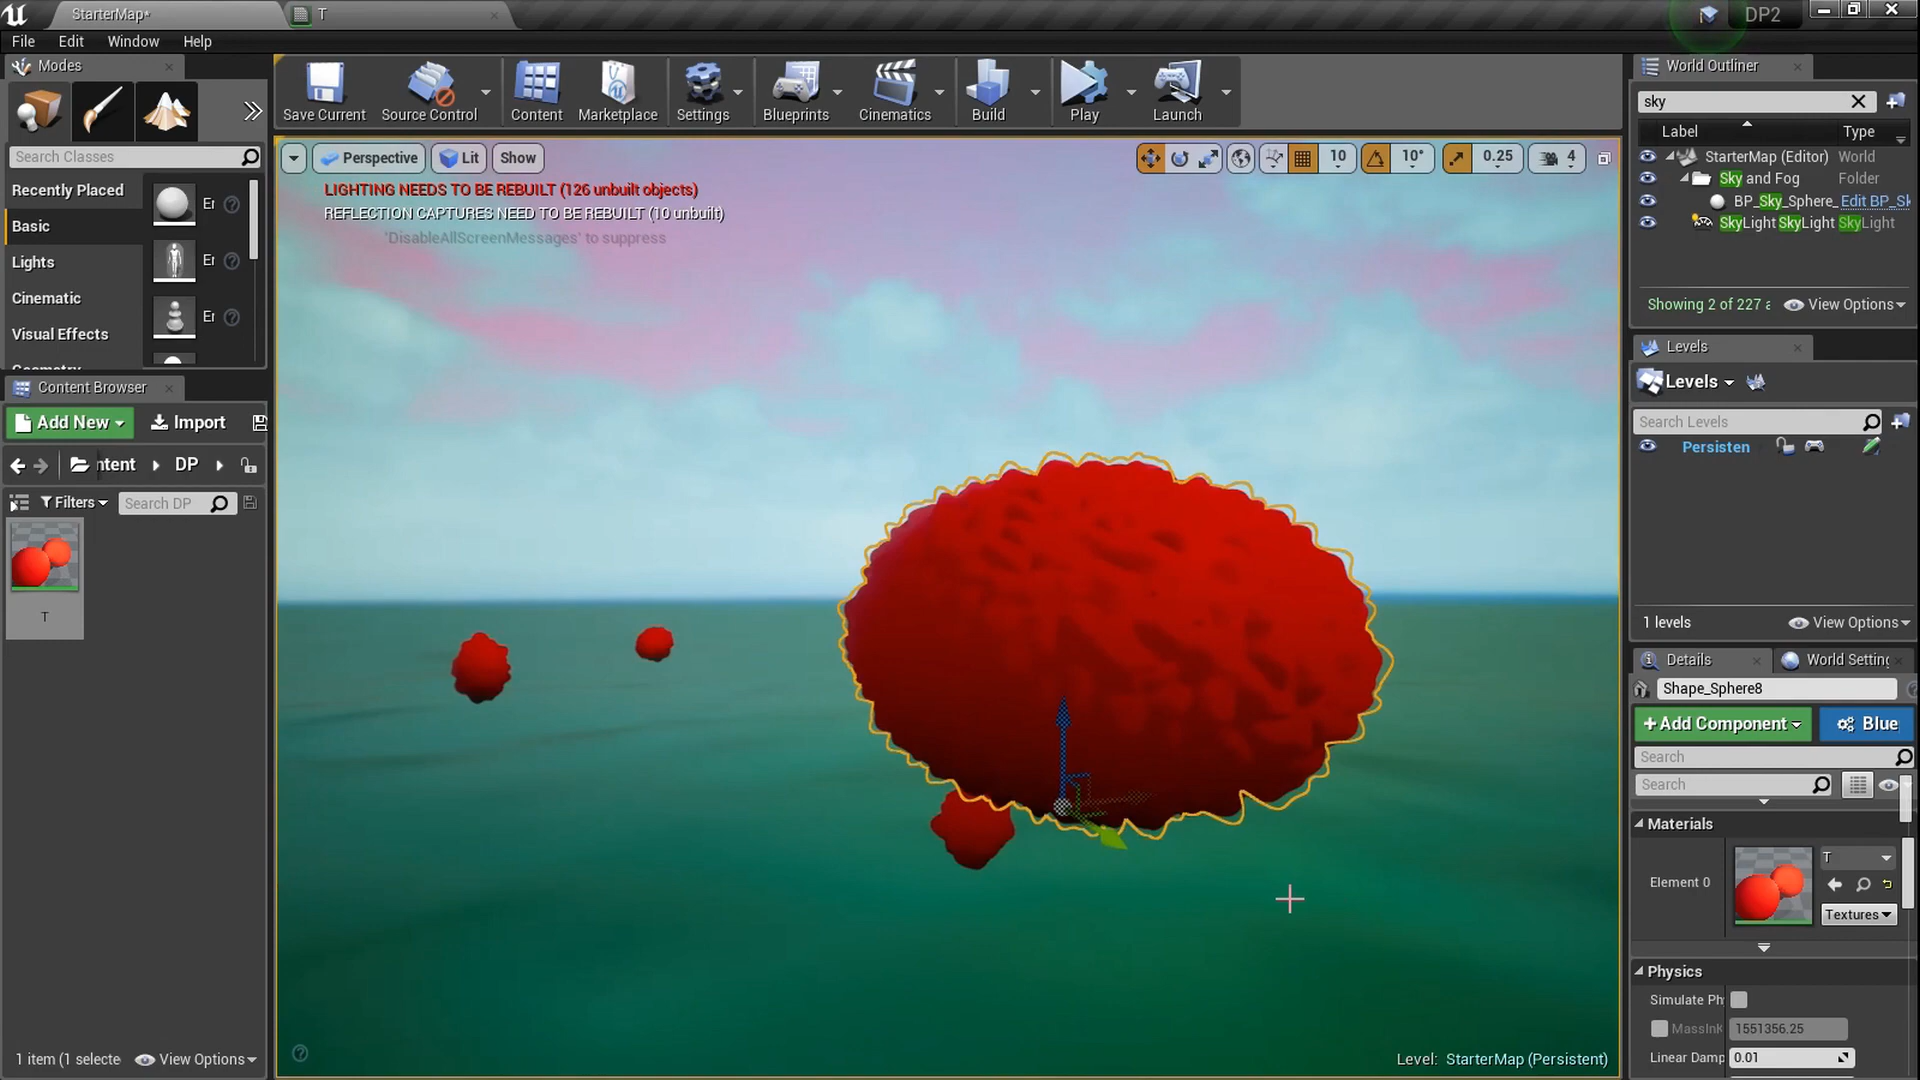 StarterMap*
T
DP2
File Edit Window Help
Modes
Search Classes
Recently Placed
Basic
Lights
Cinematic
Visual Effects
Er
Er
Er
Content Browser
Add New
Import
ntent
DP
Filters
Search DP
T
1 item (1 selecte
View Options
Save Current
Source Control
Content
Marketplace
Settings
Blueprints
Cinematics
Build
Play
Launch
Perspective
Lit
Show
10
10°
0.25
4
LIGHTING NEEDS TO BE REBUILT (126 unbuilt objects)
REFLECTION CAPTURES NEED TO BE REBUILT (10 unbuilt)
'DisableAllScreenMessages' to suppress
Level: StarterMap (Persistent)
World Outliner
sky
Label Type
StarterMap (Editor) World
Sky and Fog Folder
BP_Sky_Sphere_ Edit BP_Sk
SkyLight SkyLight SkyLight
Showing 2 of 227 a
View Options
Levels
Levels
Search Levels
Persisten
1 levels
View Options
Details
World Setting
Shape_Sphere8
+Add Component
Blue
Search
Search
Materials
Element 0
T
Textures
Physics
Simulate Ph
MassInK
1551356.25
Linear Damp
0.01